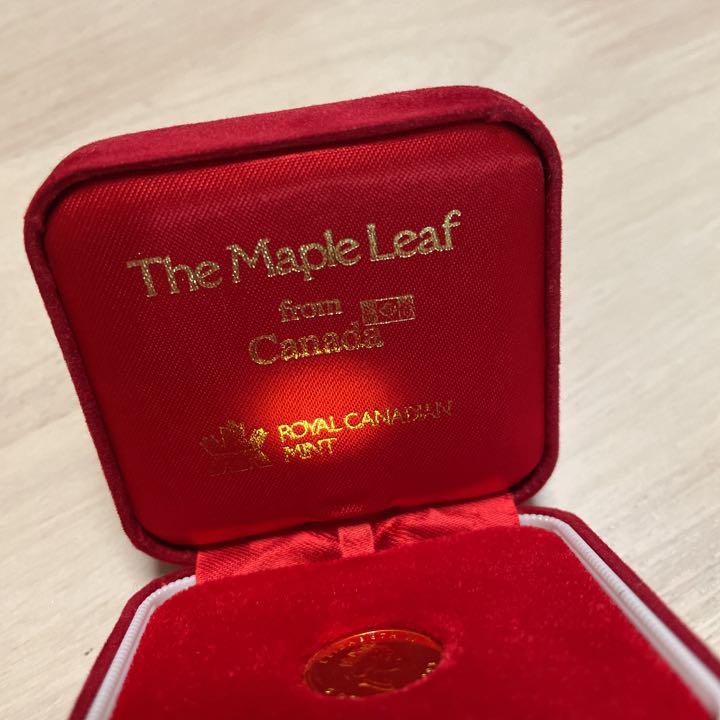 The Maple Leaf
from
Canada
ROYAL CANADIAN
MINT